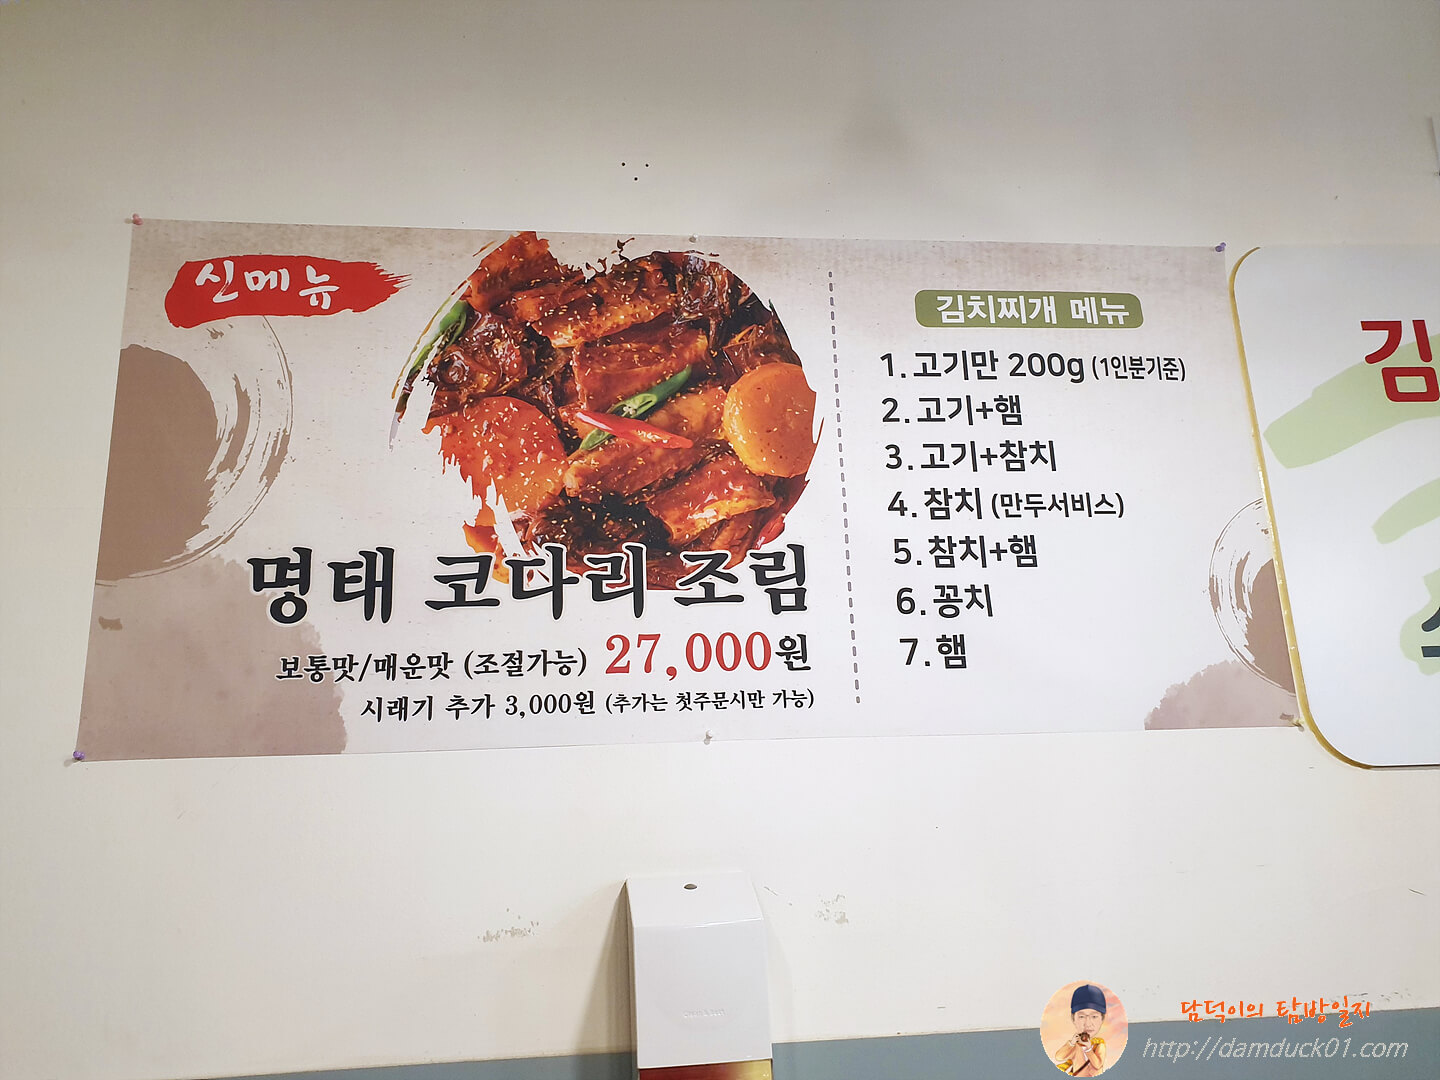 신메뉴
명태 코다리 조림
보통맛/매운맛 (조절가능) 27,000원
시래기 추가 3,000원 (추가는 첫주문시만 가능)
김치찌개 메뉴
1. 고기만 200g (1인분기준)
2. 고기+햄
3. 고기+참치
4. 참치 (만두서비스)
5. 참치+햄
6. 꽁치
7. 햄
김
담덕이의 탐방일지
http://damduck01.com